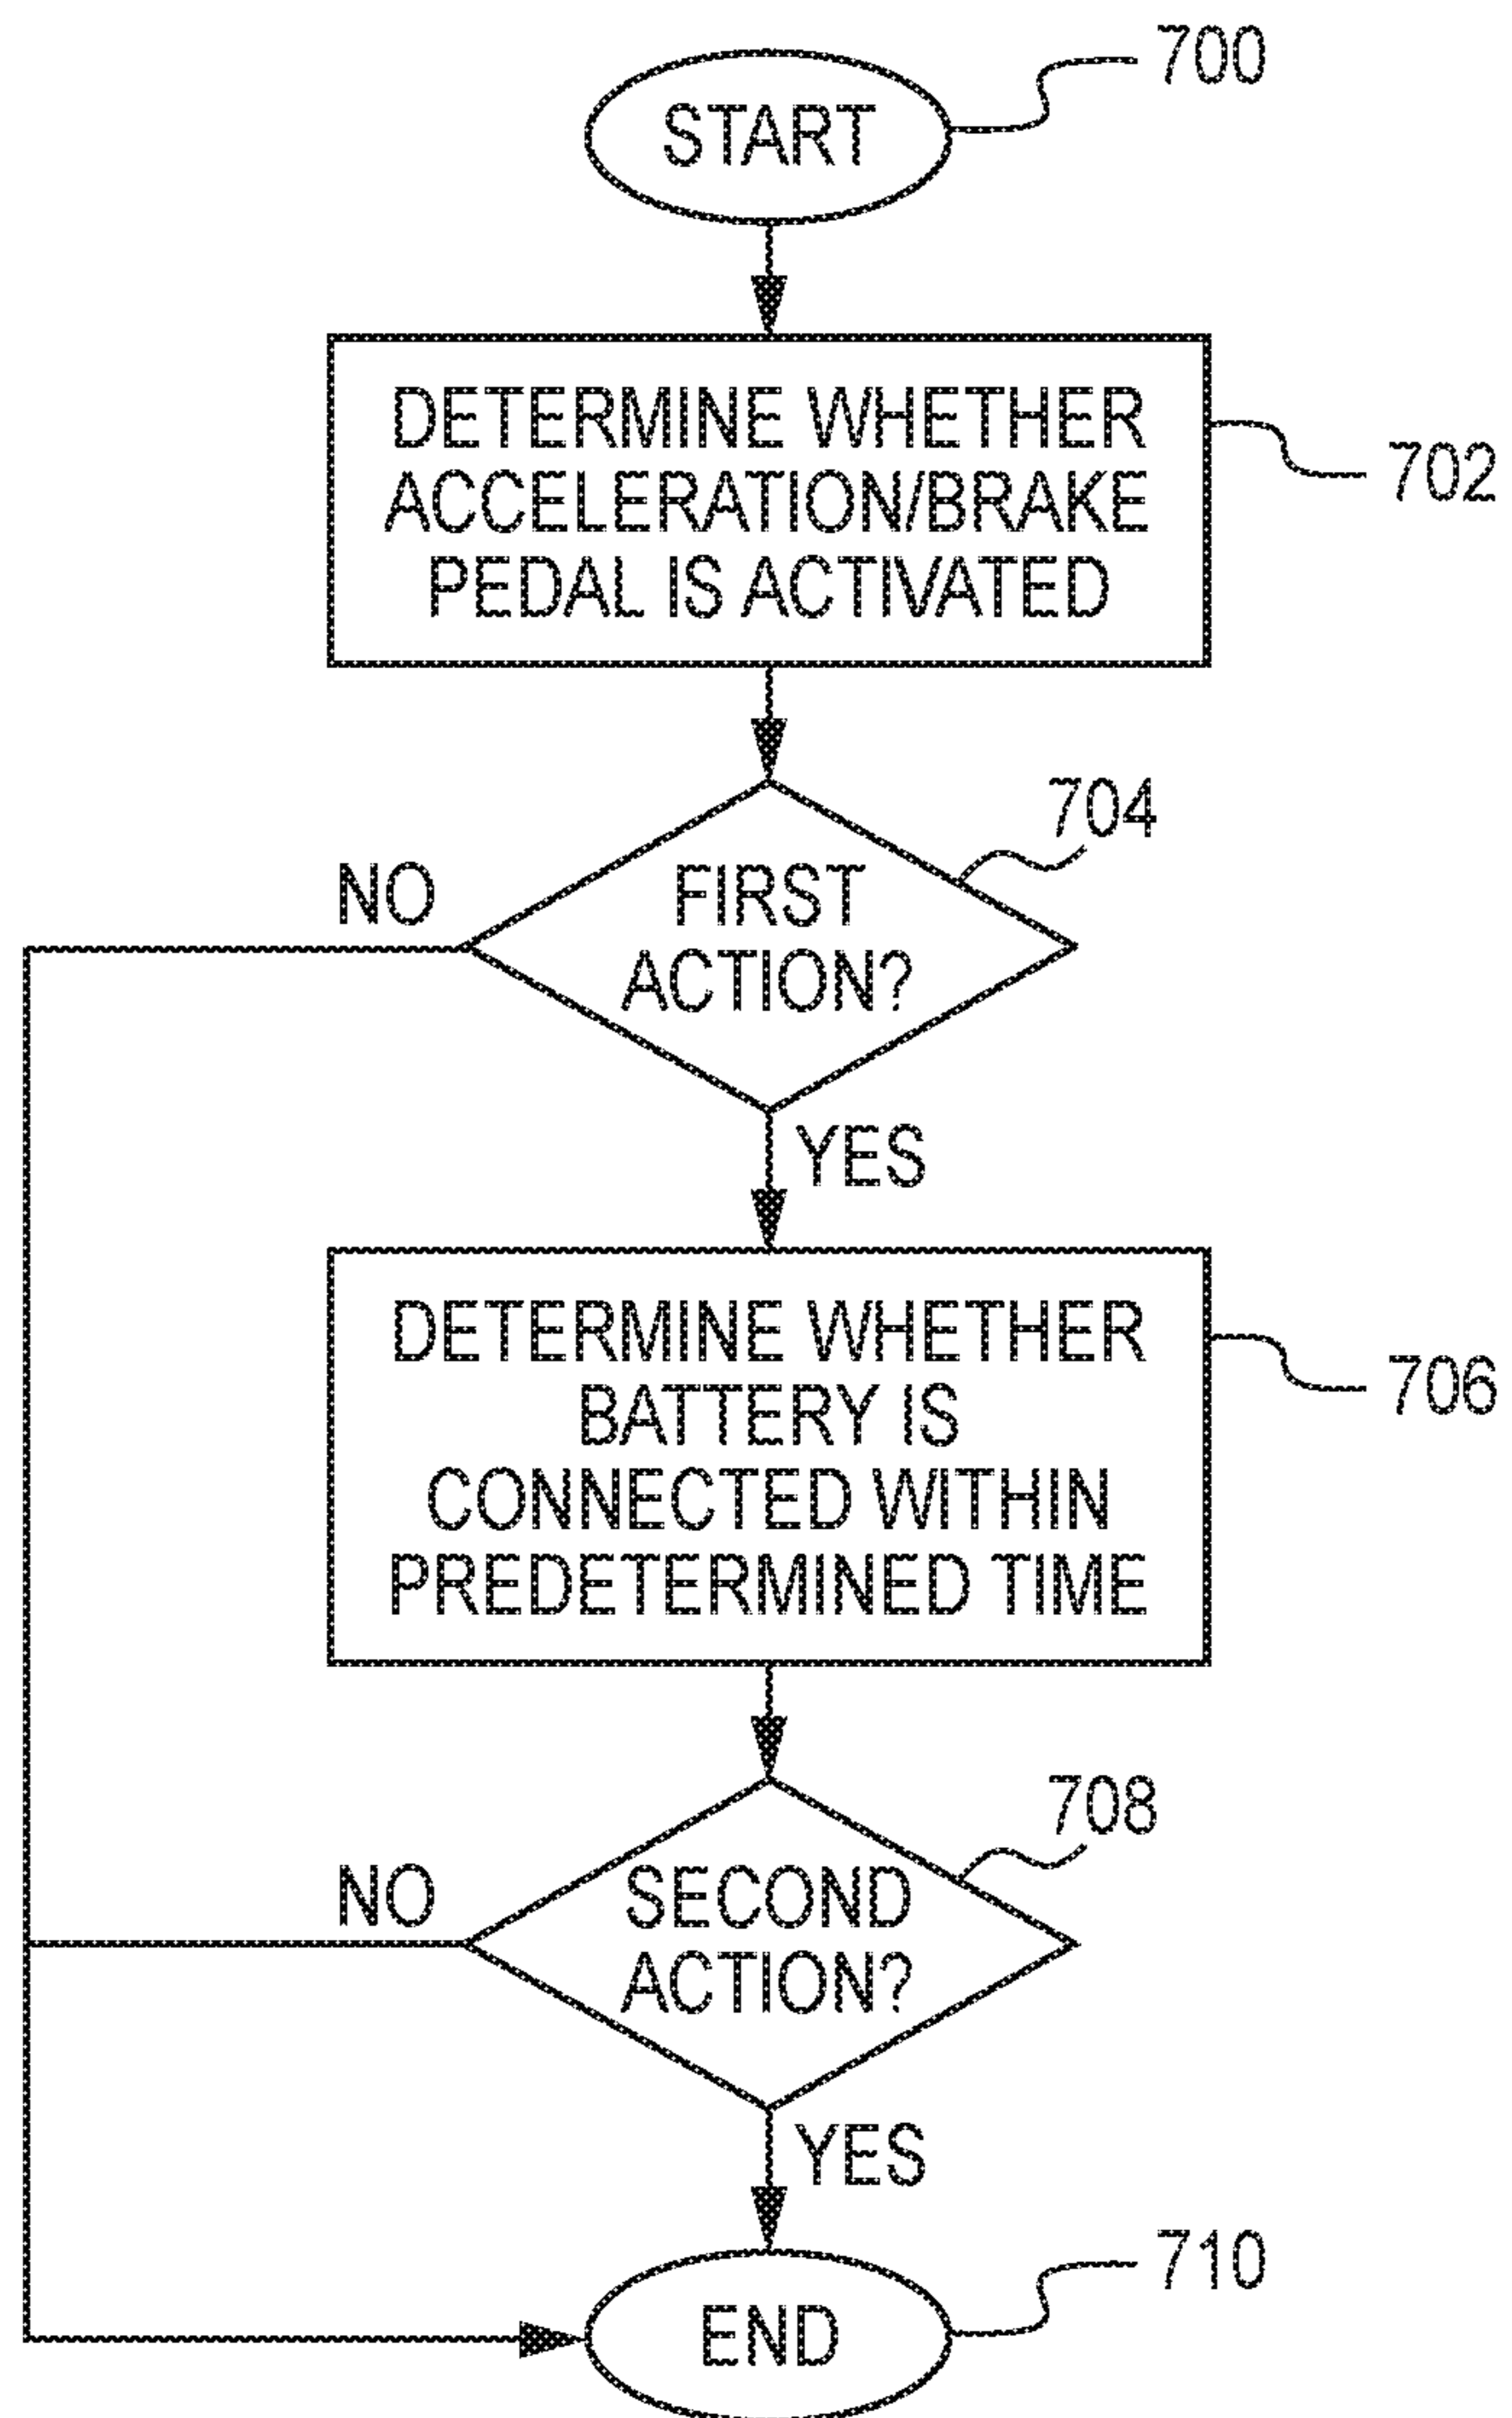 700
START
DETERMINE WHETHER
ACCELERATION/BRAKE
PEDAL IS ACTIVATED
702
704
NO
FIRST
ACTION?
YES
DETERMINE WHETHER
BATTERY IS
CONNECTED WITHIN
PREDETERMINED TIME
706
708
NO
SECOND
ACTION?
YES
710
END